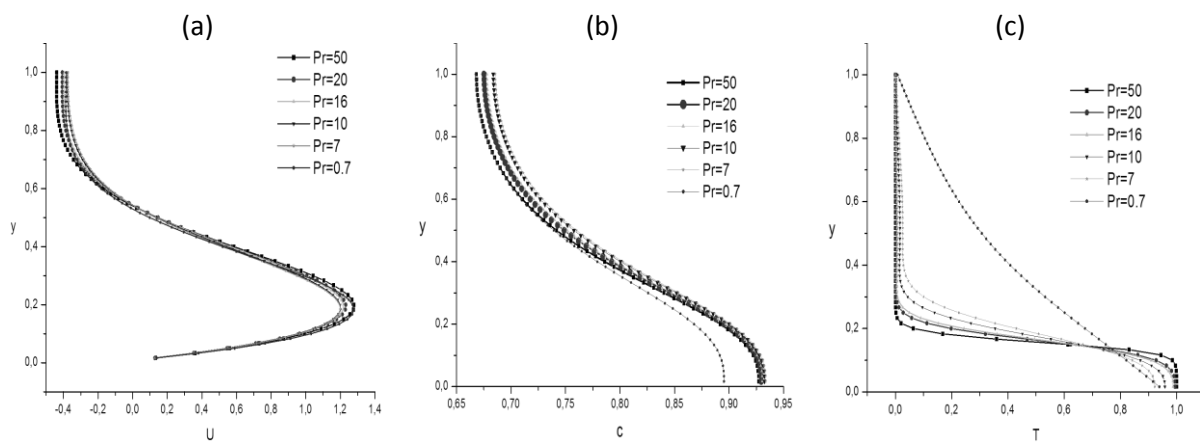 (a)
(b)
(c)
Pr=50
Pr=20
Pr=16
Pr=10
Pr=7
Pr=0.7
1,0
0,8
0,6
0,4
0,2
0,0
y
-0,4
-0,2
0,0
0,2
0,4
0,6
0,8
1,0
1,2
1,4
U
Pr=50
Pr=20
Pr=16
Pr=10
Pr=7
Pr=0.7
1,0
0,8
0,6
0,4
0,2
0,0
y
0,65
0,70
0,75
0,80
0,85
0,90
0,95
c
Pr=50
Pr=20
Pr=16
Pr=10
Pr=7
Pr=0.7
1,0
0,8
0,6
0,4
0,2
0,0
y
0,0
0,2
0,4
0,6
0,8
1,0
T